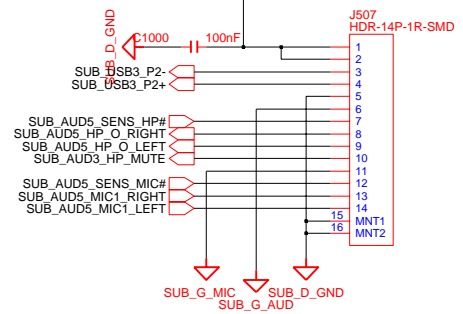 J507
HDR-14P-1R-SMD
SUB_D_GND
C1000
100nF
1
2
SUB_USB3_P2-
3
SUB_USB3_P2+
4
5
6
SUB_AUD5_SENS_HP#
7
SUB_AUD5_HP_O_RIGHT
8
SUB_AUD5_HP_O_LEFT
9
SUB_AUD3_HP_MUTE
10
11
SUB_AUD5_SENS_MIC#
12
SUB_AUD5_MIC1_RIGHT
13
SUB_AUD5_MIC1_LEFT
14
15
MNT1
16
MNT2
SUB_G_MIC
SUB_D_GND
SUB_G_AUD